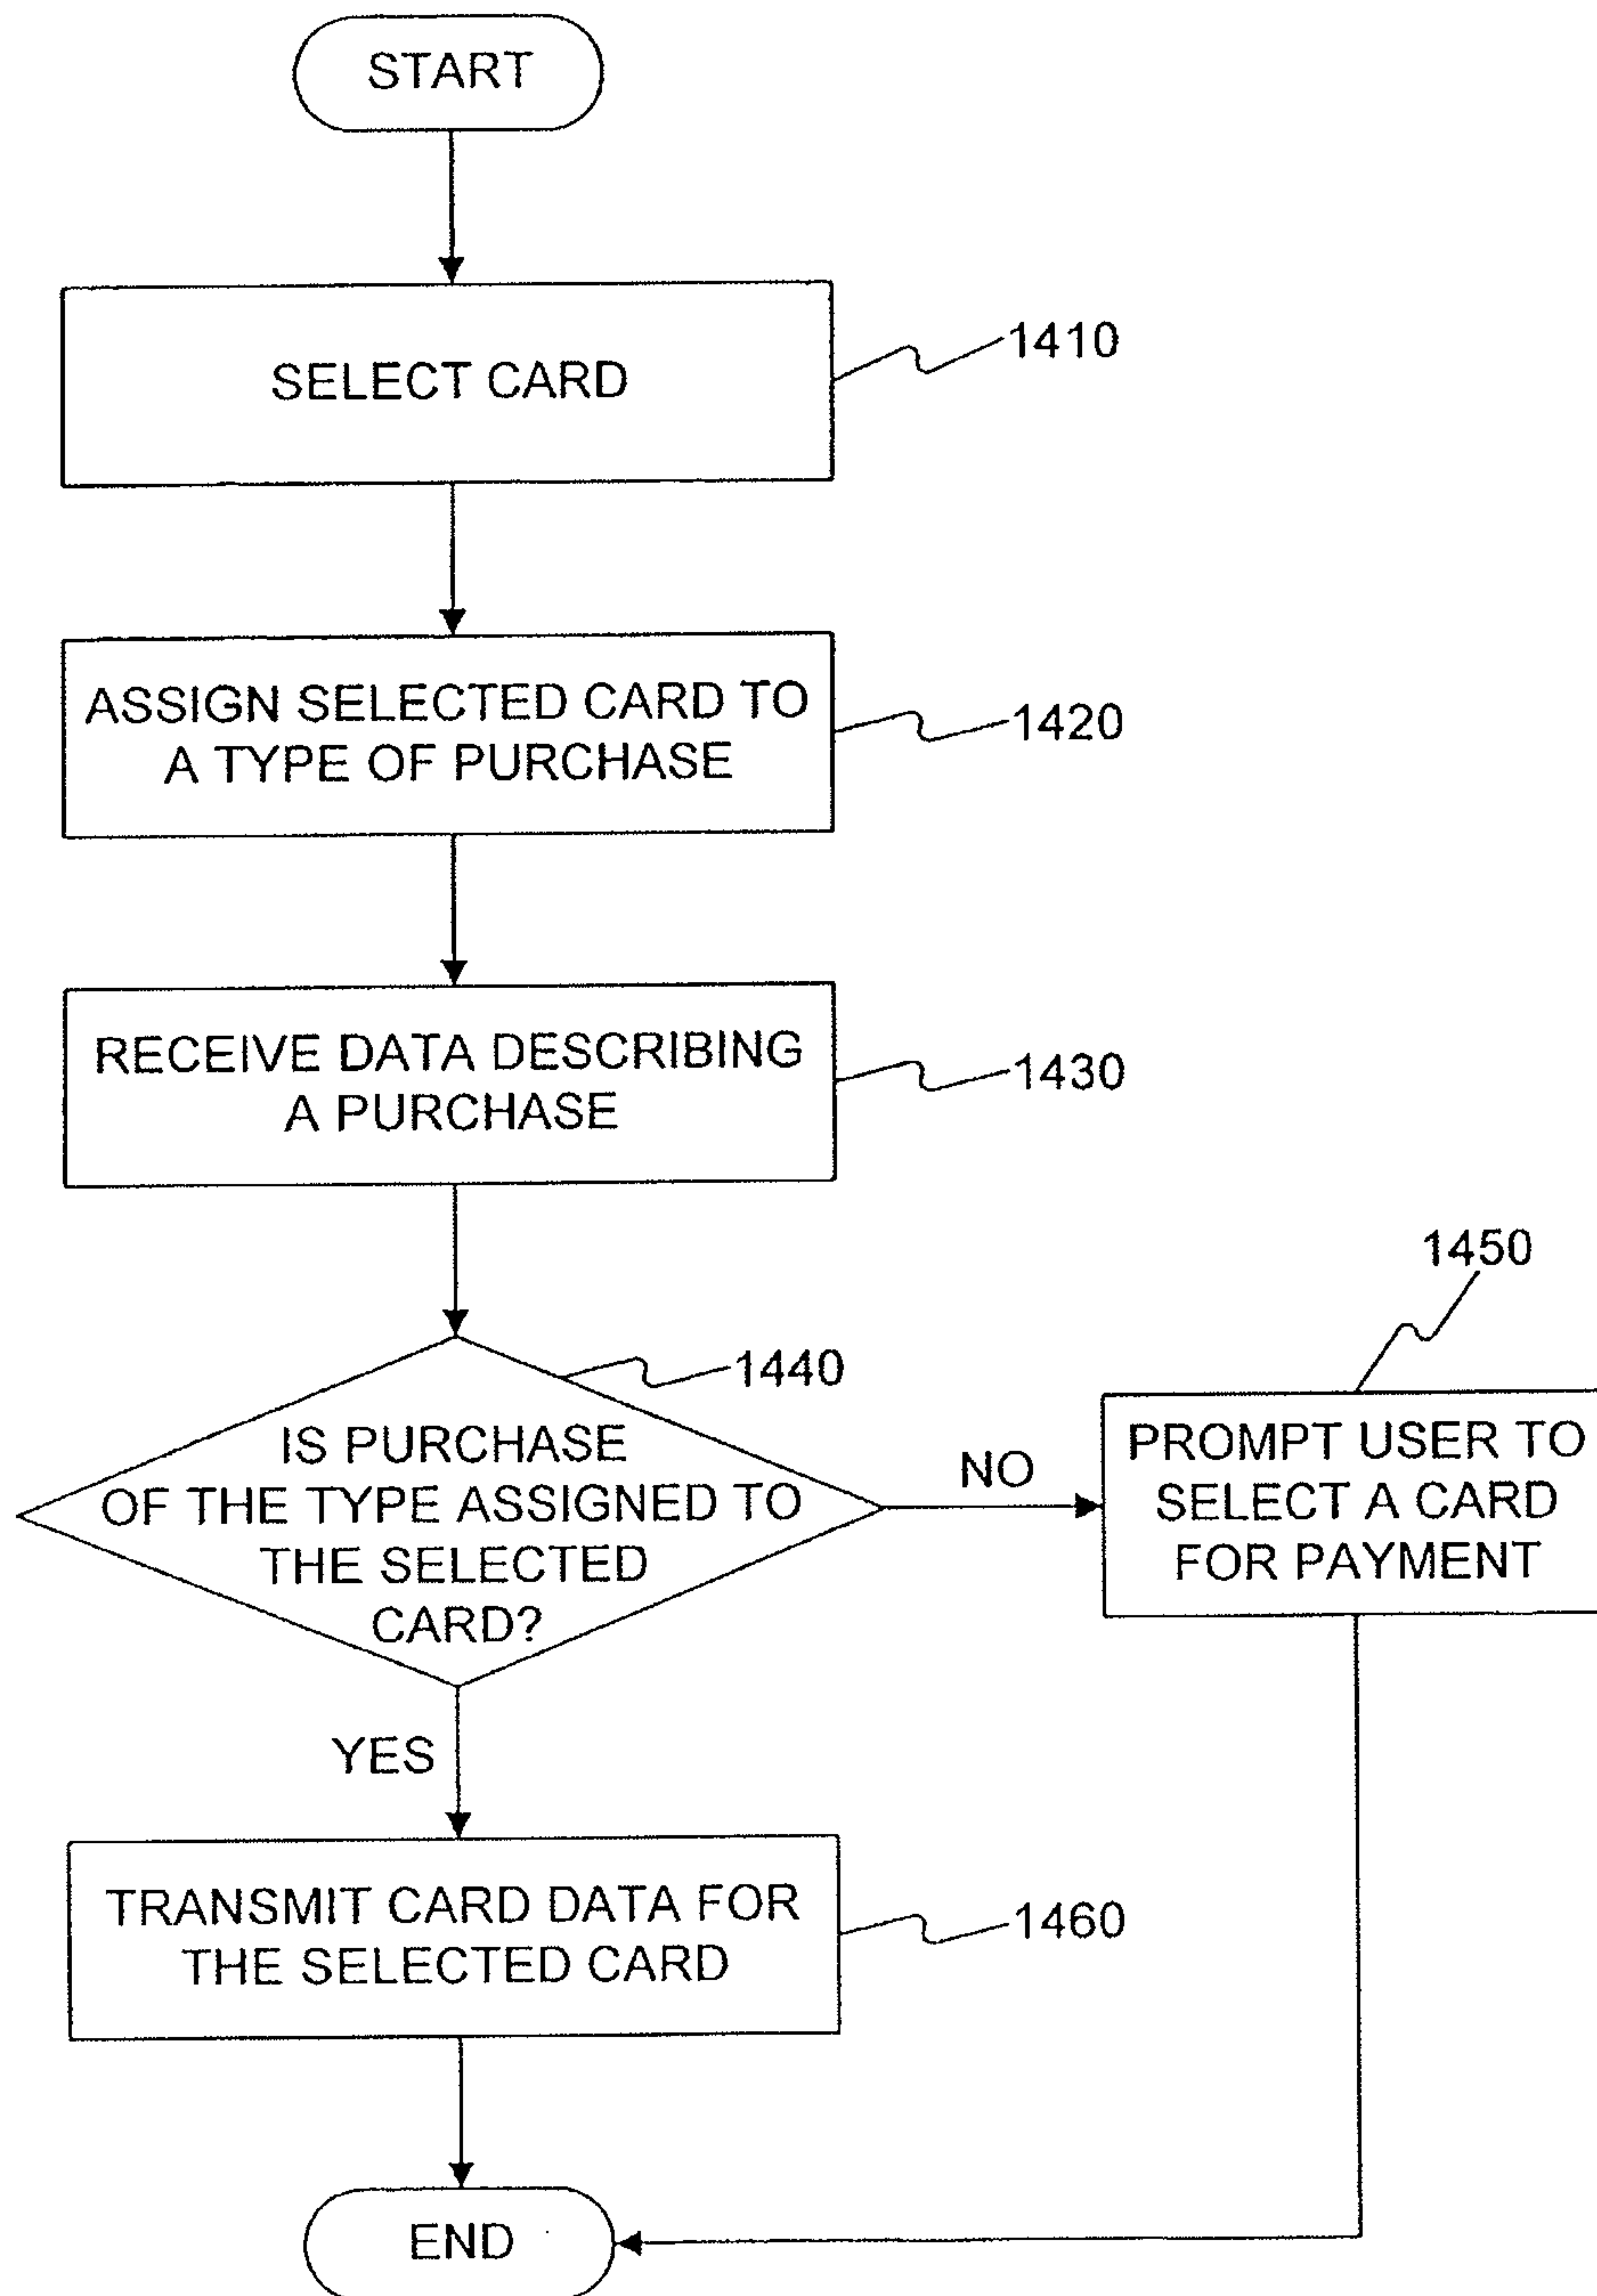 START
SELECT CARD
1410
ASSIGN SELECTED CARD TO
A TYPE OF PURCHASE
1420
RECEIVE DATA DESCRIBING
A PURCHASE
1430
1440
IS PURCHASE
OF THE TYPE ASSIGNED TO
THE SELECTED
CARD?
NO
1450
PROMPT USER TO
SELECT A CARD
FOR PAYMENT
YES
TRANSMIT CARD DATA FOR
THE SELECTED CARD
1460
END